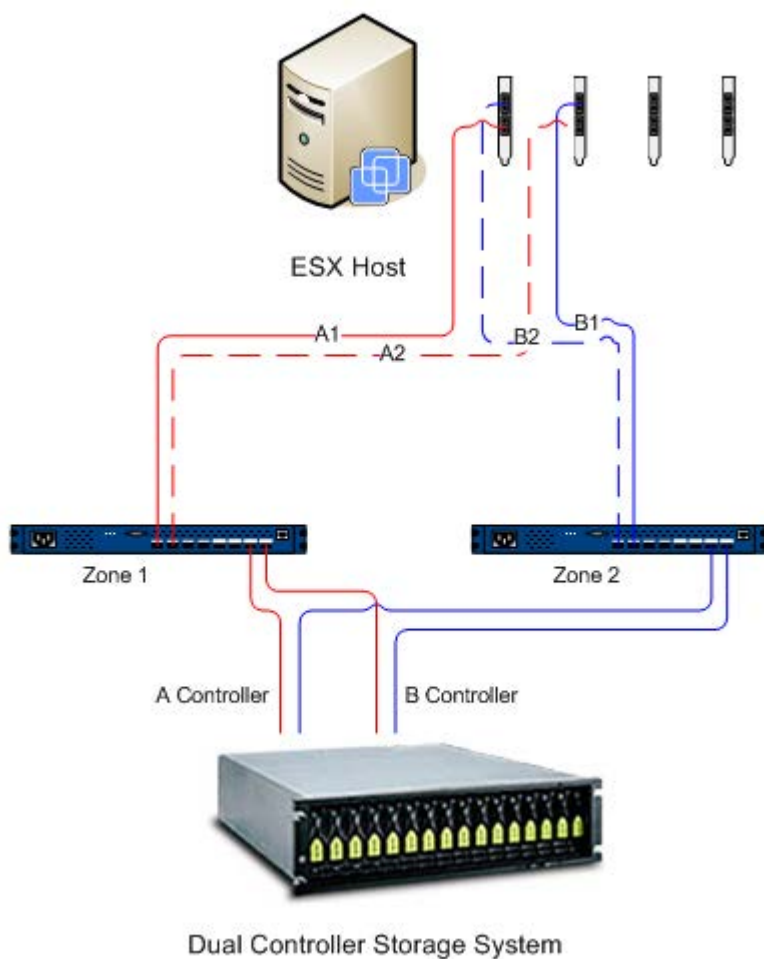 ESX Host
A1
B2
B1
A2
Zone 1
Zone 2
A Controller
B Controller
Dual Controller Storage System